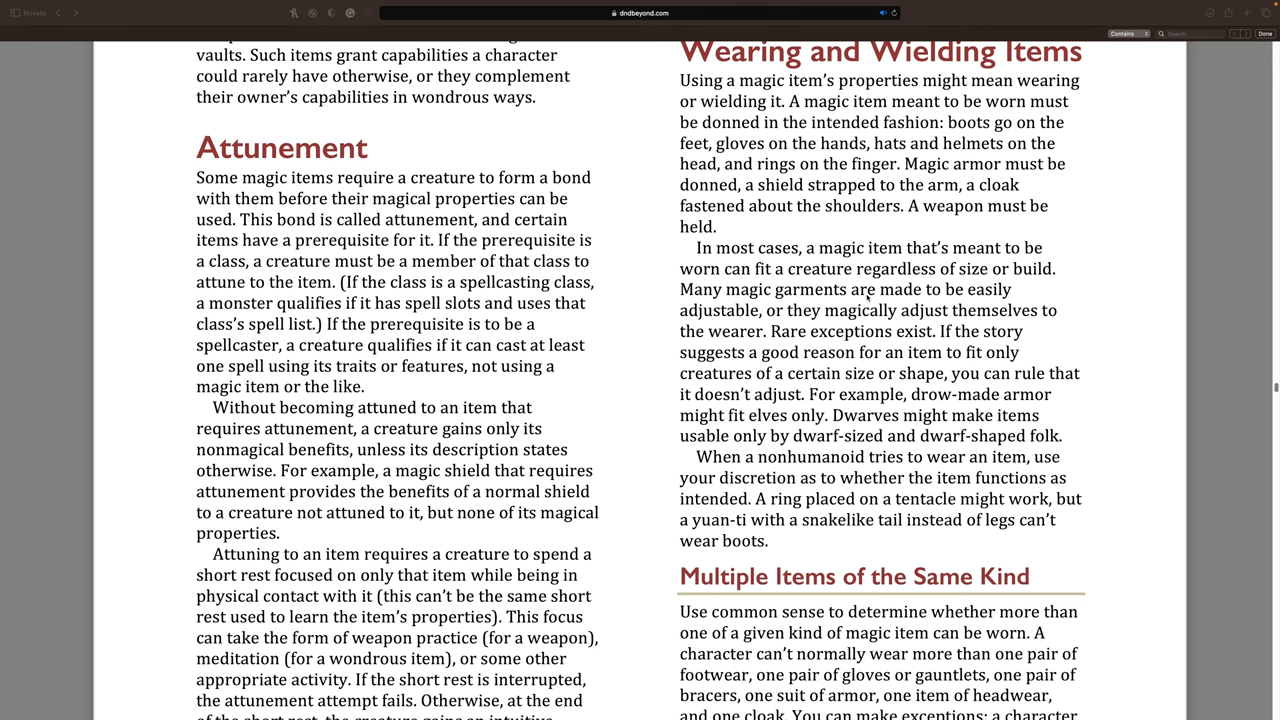 Private
dndbeyond.com
Contains
Search
Done
vaults. Such items grant capabilities a character
could rarely have otherwise, or they complement
their owner's capabilities in wondrous ways.
Attunement
Some magic items require a creature to form a bond
with them before their magical properties can be
used. This bond is called attunement, and certain
items have a prerequisite for it. If the prerequisite is
a class, a creature must be a member of that class to
attune to the item. (If the class is a spellcasting class,
a monster qualifies if it has spell slots and uses that
class's spell list.) If the prerequisite is to be a
spellcaster, a creature qualifies if it can cast at least
one spell using its traits or features, not using a
magic item or the like.
Without becoming attuned to an item that
requires attunement, a creature gains only its
nonmagical benefits, unless its description states
otherwise. For example, a magic shield that requires
attunement provides the benefits of a normal shield
to a creature not attuned to it, but none of its magical
properties.
Attuning to an item requires a creature to spend a
short rest focused on only that item while being in
physical contact with it (this can't be the same short
rest used to learn the item's properties). This focus
can take the form of weapon practice (for a weapon),
meditation (for a wondrous item), or some other
appropriate activity. If the short rest is interrupted,
the attunement attempt fails. Otherwise, at the end
of the short rest, the creature gains an intuitive
Wearing and Wielding Items
Using a magic item's properties might mean wearing
or wielding it. A magic item meant to be worn must
be donned in the intended fashion: boots go on the
feet, gloves on the hands, hats and helmets on the
head, and rings on the finger. Magic armor must be
donned, a shield strapped to the arm, a cloak
fastened about the shoulders. A weapon must be
held.
In most cases, a magic item that's meant to be
worn can fit a creature regardless of size or build.
Many magic garments are made to be easily
adjustable, or they magically adjust themselves to
the wearer. Rare exceptions exist. If the story
suggests a good reason for an item to fit only
creatures of a certain size or shape, you can rule that
it doesn't adjust. For example, drow-made armor
might fit elves only. Dwarves might make items
usable only by dwarf-sized and dwarf-shaped folk.
When a nonhumanoid tries to wear an item, use
your discretion as to whether the item functions as
intended. A ring placed on a tentacle might work, but
a yuan-ti with a snakelike tail instead of legs can't
wear boots.
Multiple Items of the Same Kind
Use common sense to determine whether more than
one of a given kind of magic item can be worn. A
character can't normally wear more than one pair of
footwear, one pair of gloves or gauntlets, one pair of
bracers, one suit of armor, one item of headwear,
and one cloak. You can make exceptions; a character